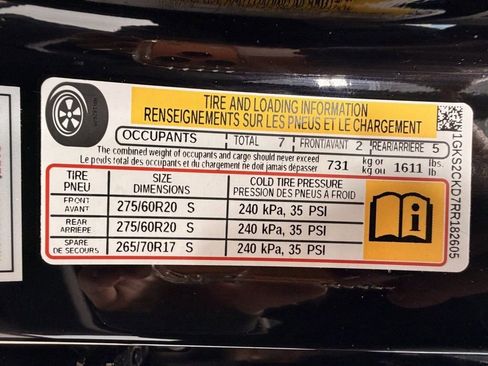 TIRE AND LOADING INFORMATION
RENSEIGNEMENTS SUR LES PNEUS ET LE CHARGEMENT
OCCUPANTS TOTAL 7 FRONT/AVANT 2 REAR/ARRIÈRE 5
The combined weight of occupants and cargo should never exceed
Le poids total des occupants et du chargement ne doit jamais dépasser
731 kg or kg ou 1611 lbs. lb
TIRE PNEU SIZE DIMENSIONS COLD TIRE PRESSURE PRESSION DES PNEUS A FROID
FRONT AVANT 275/60R20 S 240 kPa, 35 PSI
REAR ARRIÈRE 275/60R20 S 240 kPa, 35 PSI
SPARE DE SECOURS 265/70R17 S 240 kPa, 35 PSI
1GKS2CKD7RR182605